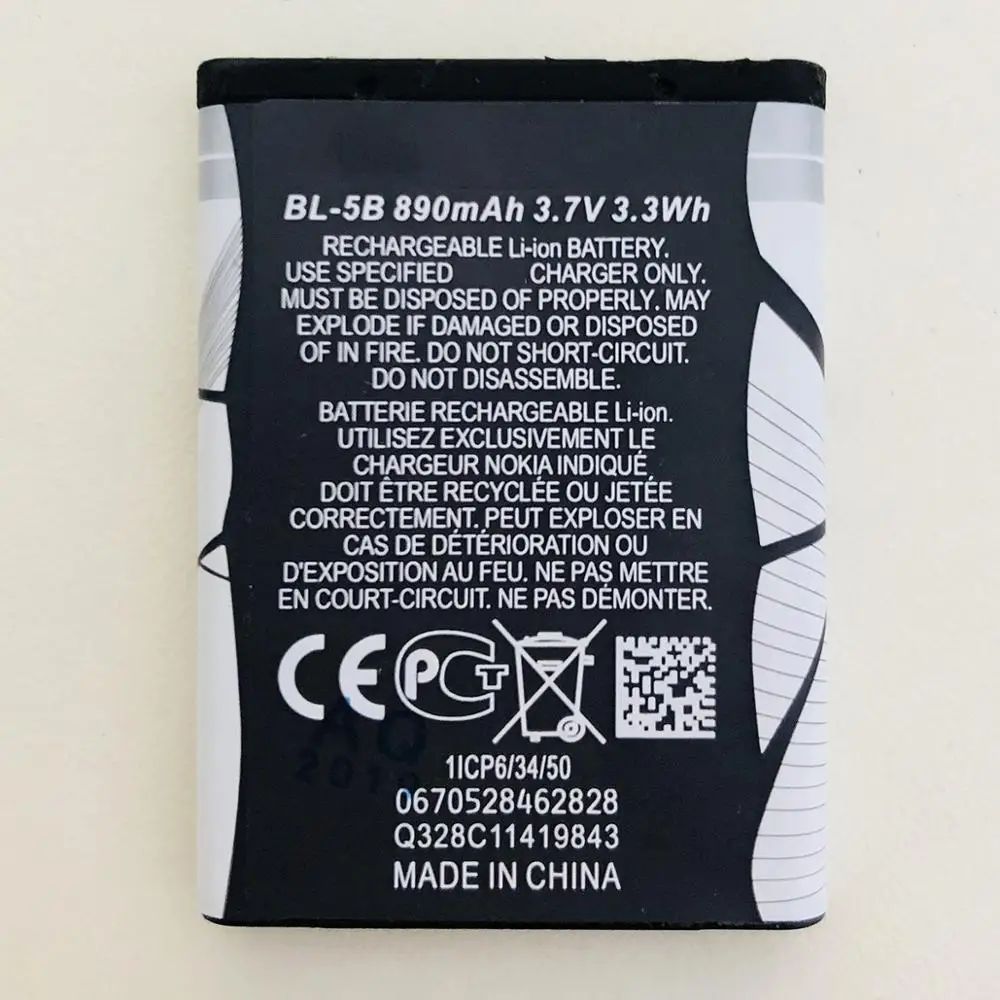 BL-5B 890mAh 3.7V 3.3Wh
RECHARGEABLE Li-ion BATTERY.
USE SPECIFIED CHARGER ONLY.
MUST BE DISPOSED OF PROPERLY. MAY
EXPLODE IF DAMAGED OR DISPOSED
OF IN FIRE. DO NOT SHORT-CIRCUIT.
DO NOT DISASSEMBLE.
BATTERIE RECHARGEABLE Li-ion.
UTILISEZ EXCLUSIVEMENT LE
CHARGEUR NOKIA INDIQUÉ
DOIT ÊTRE RECYCLÉE OU JETÉE
CORRECTEMENT. PEUT EXPLOSER EN
CAS DE DÉTÉRIORATION OU
D'EXPOSITION AU FEU. NE PAS METTRE
EN COURT-CIRCUIT. NE PAS DÉMONTER.
CE PCT
AQ
1ICP6/34/50
0670528462828
Q328C11419843
MADE IN CHINA